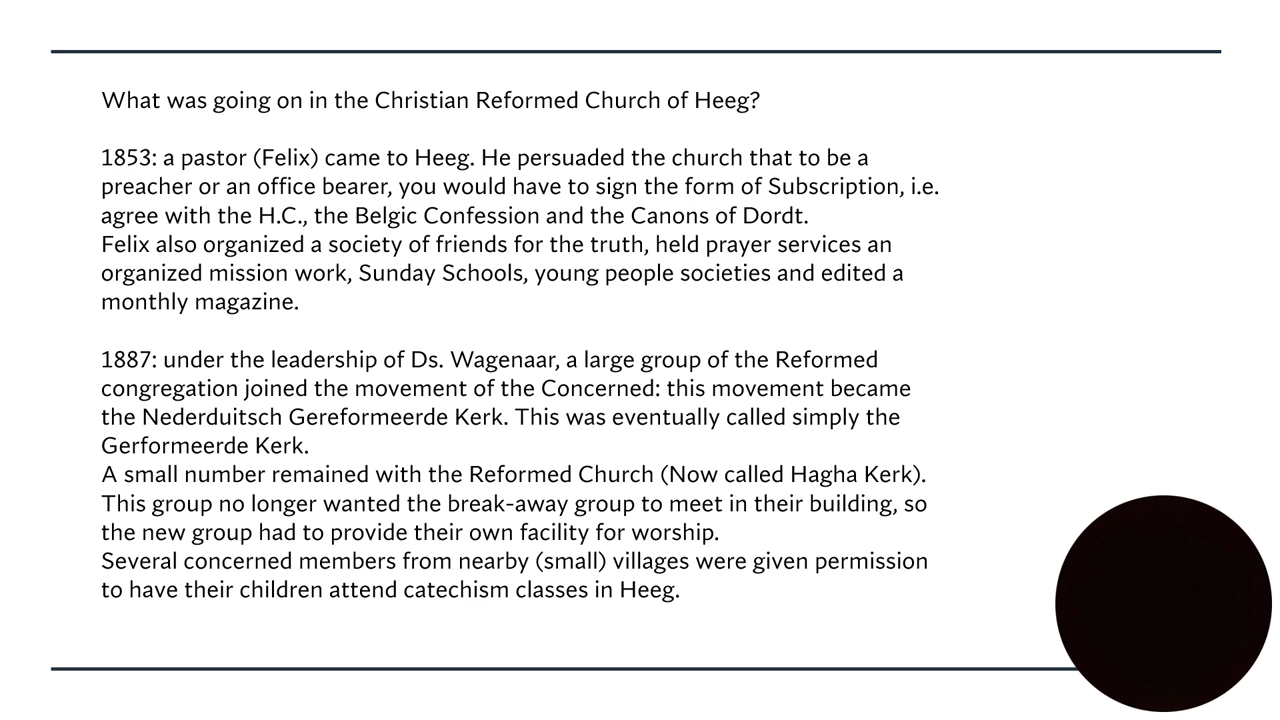 What was going on in the Christian Reformed Church of Heeg?
1853: a pastor (Felix) came to Heeg. He persuaded the church that to be a
preacher or an office bearer, you would have to sign the form of Subscription, i.e.
agree with the H.C., the Belgic Confession and the Canons of Dordt.
Felix also organized a society of friends for the truth, held prayer services an
organized mission work, Sunday Schools, young people societies and edited a
monthly magazine.
1887: under the leadership of Ds. Wagenaar, a large group of the Reformed
congregation joined the movement of the Concerned: this movement became
the Nederduitsch Gereformeerde Kerk. This was eventually called simply the
Gerformeerde Kerk.
A small number remained with the Reformed Church (Now called Hagha Kerk).
This group no longer wanted the break-away group to meet in their building, so
the new group had to provide their own facility for worship.
Several concerned members from nearby (small) villages were given permission
to have their children attend catechism classes in Heeg.